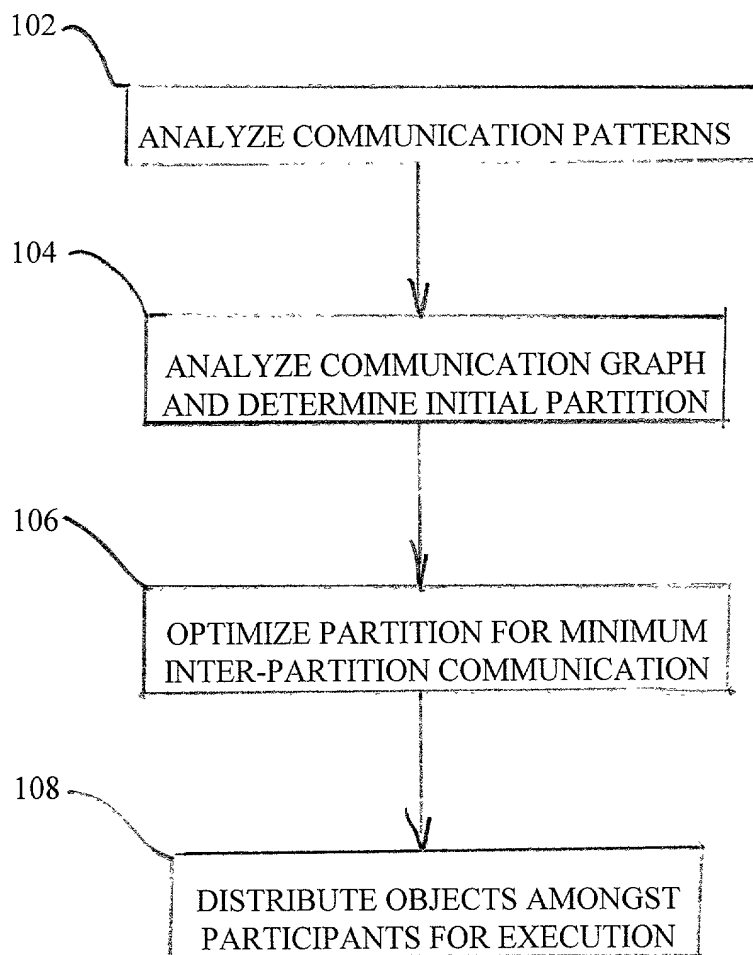 102
ANALYZE COMMUNICATION PATTERNS
104
ANALYZE COMMUNICATION GRAPH
AND DETERMINE INITIAL PARTITION
106
OPTIMIZE PARTITION FOR MINIMUM
INTER-PARTITION COMMUNICATION
108
DISTRIBUTE OBJECTS AMONGST
PARTICIPANTS FOR EXECUTION